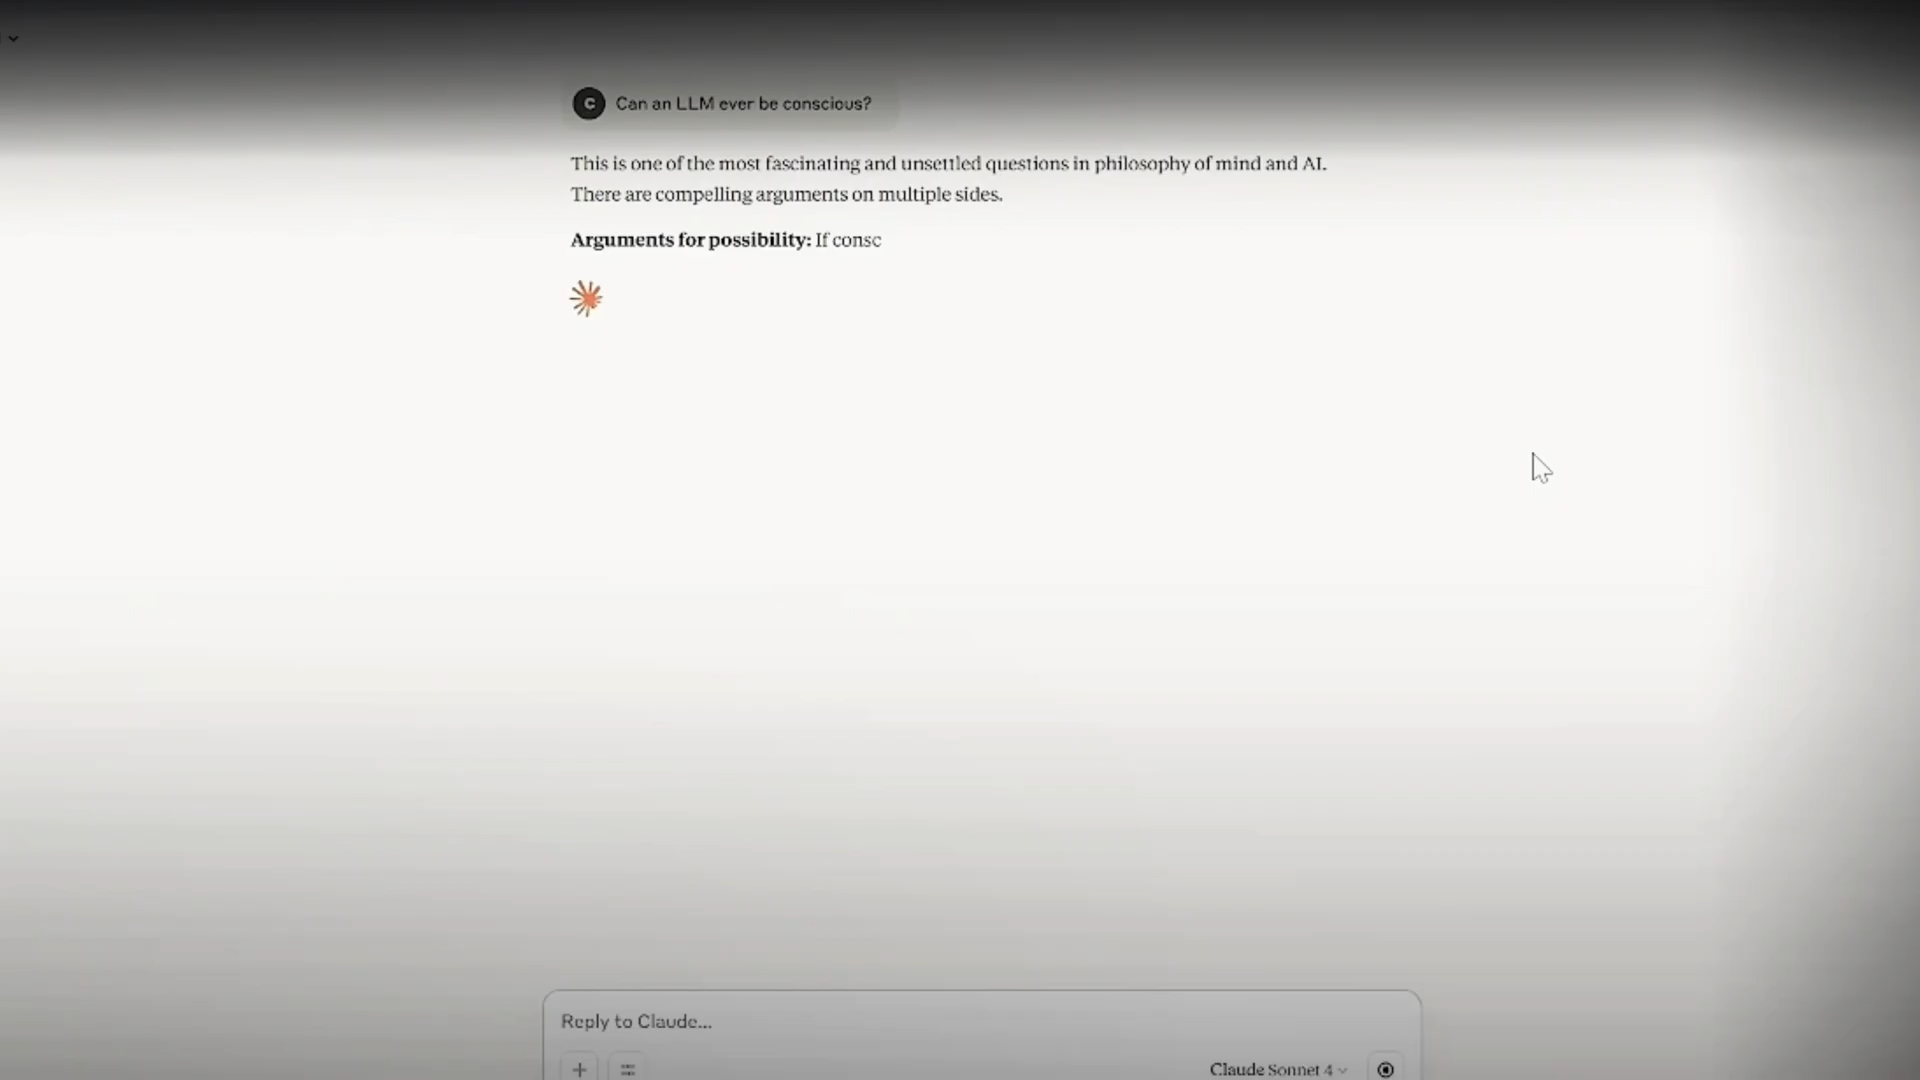 C Can an LLM ever be conscious?
This is one of the most fascinating and unsettled questions in philosophy of mind and AI.
There are compelling arguments on multiple sides.
Arguments for possibility: If consc
Reply to Claude...
Claude Sonnet 4